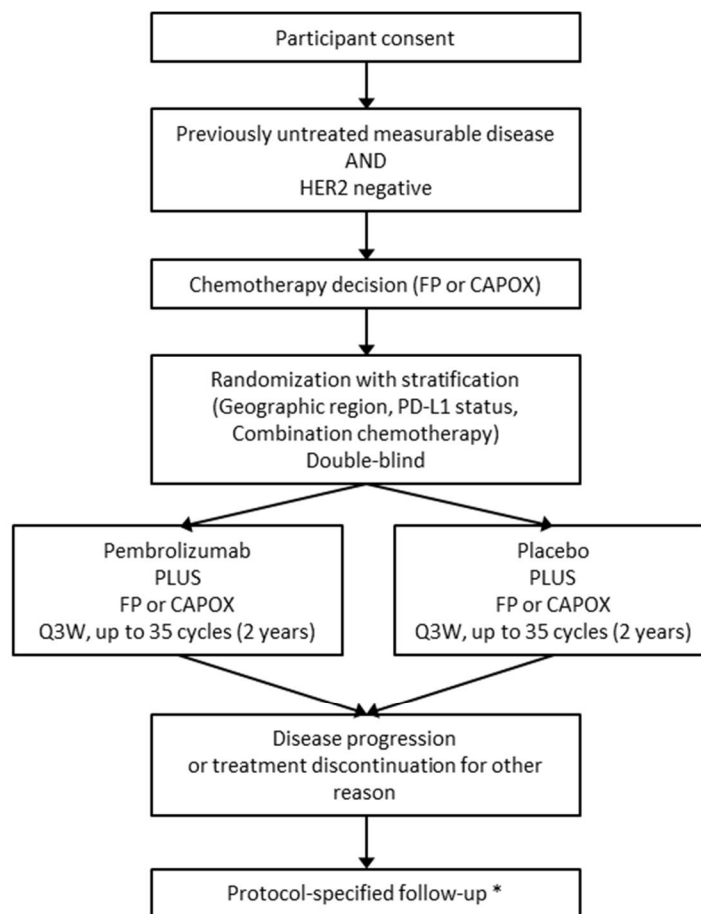 Participant consent
Previously untreated measurable disease
AND
HER2 negative
Chemotherapy decision (FP or CAPOX)
Randomization with stratification
(Geographic region, PD-L1 status,
Combination chemotherapy)
Double-blind
Pembrolizumab
PLUS
FP or CAPOX
Q3W, up to 35 cycles (2 years)
Placebo
PLUS
FP or CAPOX
Q3W, up to 35 cycles (2 years)
Disease progression
or treatment discontinuation for other
reason
Protocol-specified follow-up *